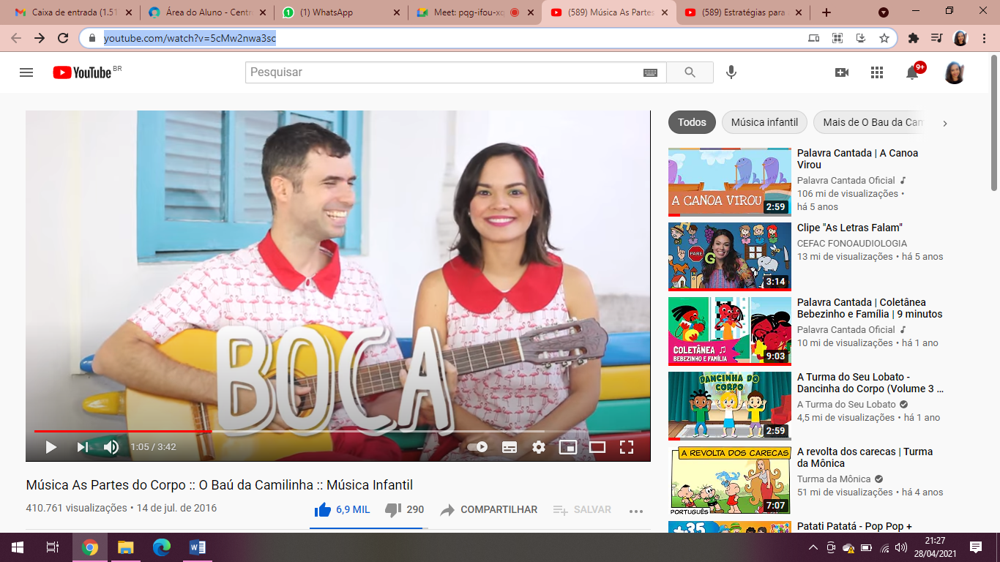 Caixa de entrada (1.51
Área do Aluno - Centr
(1) WhatsApp
Meet: pqg-ifou-xq
(589) Música As Partes
(589) Estratégias para
youtube.com/watch?v=5cMw2nwa3sc
YouTube BR
Pesquisar
9+
BOCA
1:05 / 3:42
Música As Partes do Corpo :: O Baú da Camilinha :: Música Infantil
410.761 visualizações • 14 de jul. de 2016
6,9 MIL
290
COMPARTILHAR
SALVAR
Todos
Música infantil
Mais de O Bau da Cam
A CANOA VIROU
2:59
Palavra Cantada | A Canoa
Virou
Palavra Cantada Oficial
106 mi de visualizações •
há 5 anos
PARE
G
3:14
Clipe "As Letras Falam"
CEFAC FONOAUDIOLOGIA
13 mi de visualizações • há 5 anos
COLETÂNEA
BEBEZINHO E FAMÍLIA
9:03
Palavra Cantada | Coletânea
Bebezinho e Família | 9 minutos
Palavra Cantada Oficial
10 mi de visualizações • há 1 ano
DANCINHA DO
CORPO
2:59
A Turma do Seu Lobato -
Dancinha do Corpo (Volume 3 ...
A Turma do Seu Lobato
4,5 mi de visualizações • há 1 ano
A REVOLTA DOS CARECAS
PORTUGUÊS
7:07
A revolta dos carecas | Turma
da Mônica
Turma da Mônica
51 mi de visualizações • há 4 anos
+35
Patati Patatá - Pop Pop +
21:27
28/04/2021